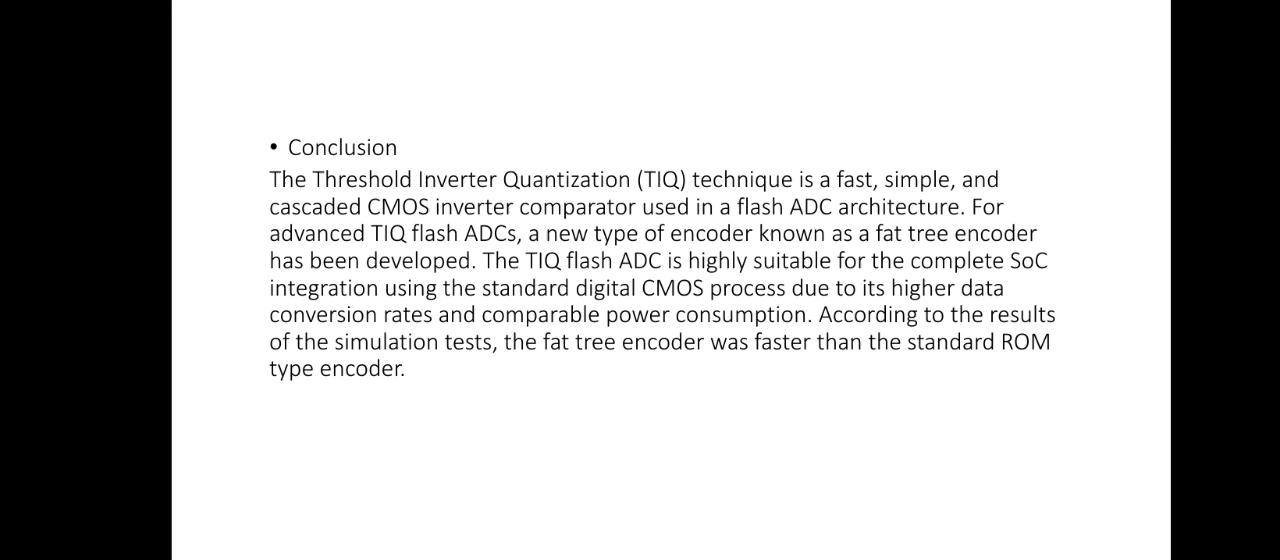 • Conclusion
The Threshold Inverter Quantization (TIQ) technique is a fast, simple, and
cascaded CMOS inverter comparator used in a flash ADC architecture. For
advanced TIQ flash ADCs, a new type of encoder known as a fat tree encoder
has been developed. The TIQ flash ADC is highly suitable for the complete SoC
integration using the standard digital CMOS process due to its higher data
conversion rates and comparable power consumption. According to the results
of the simulation tests, the fat tree encoder was faster than the standard ROM
type encoder.